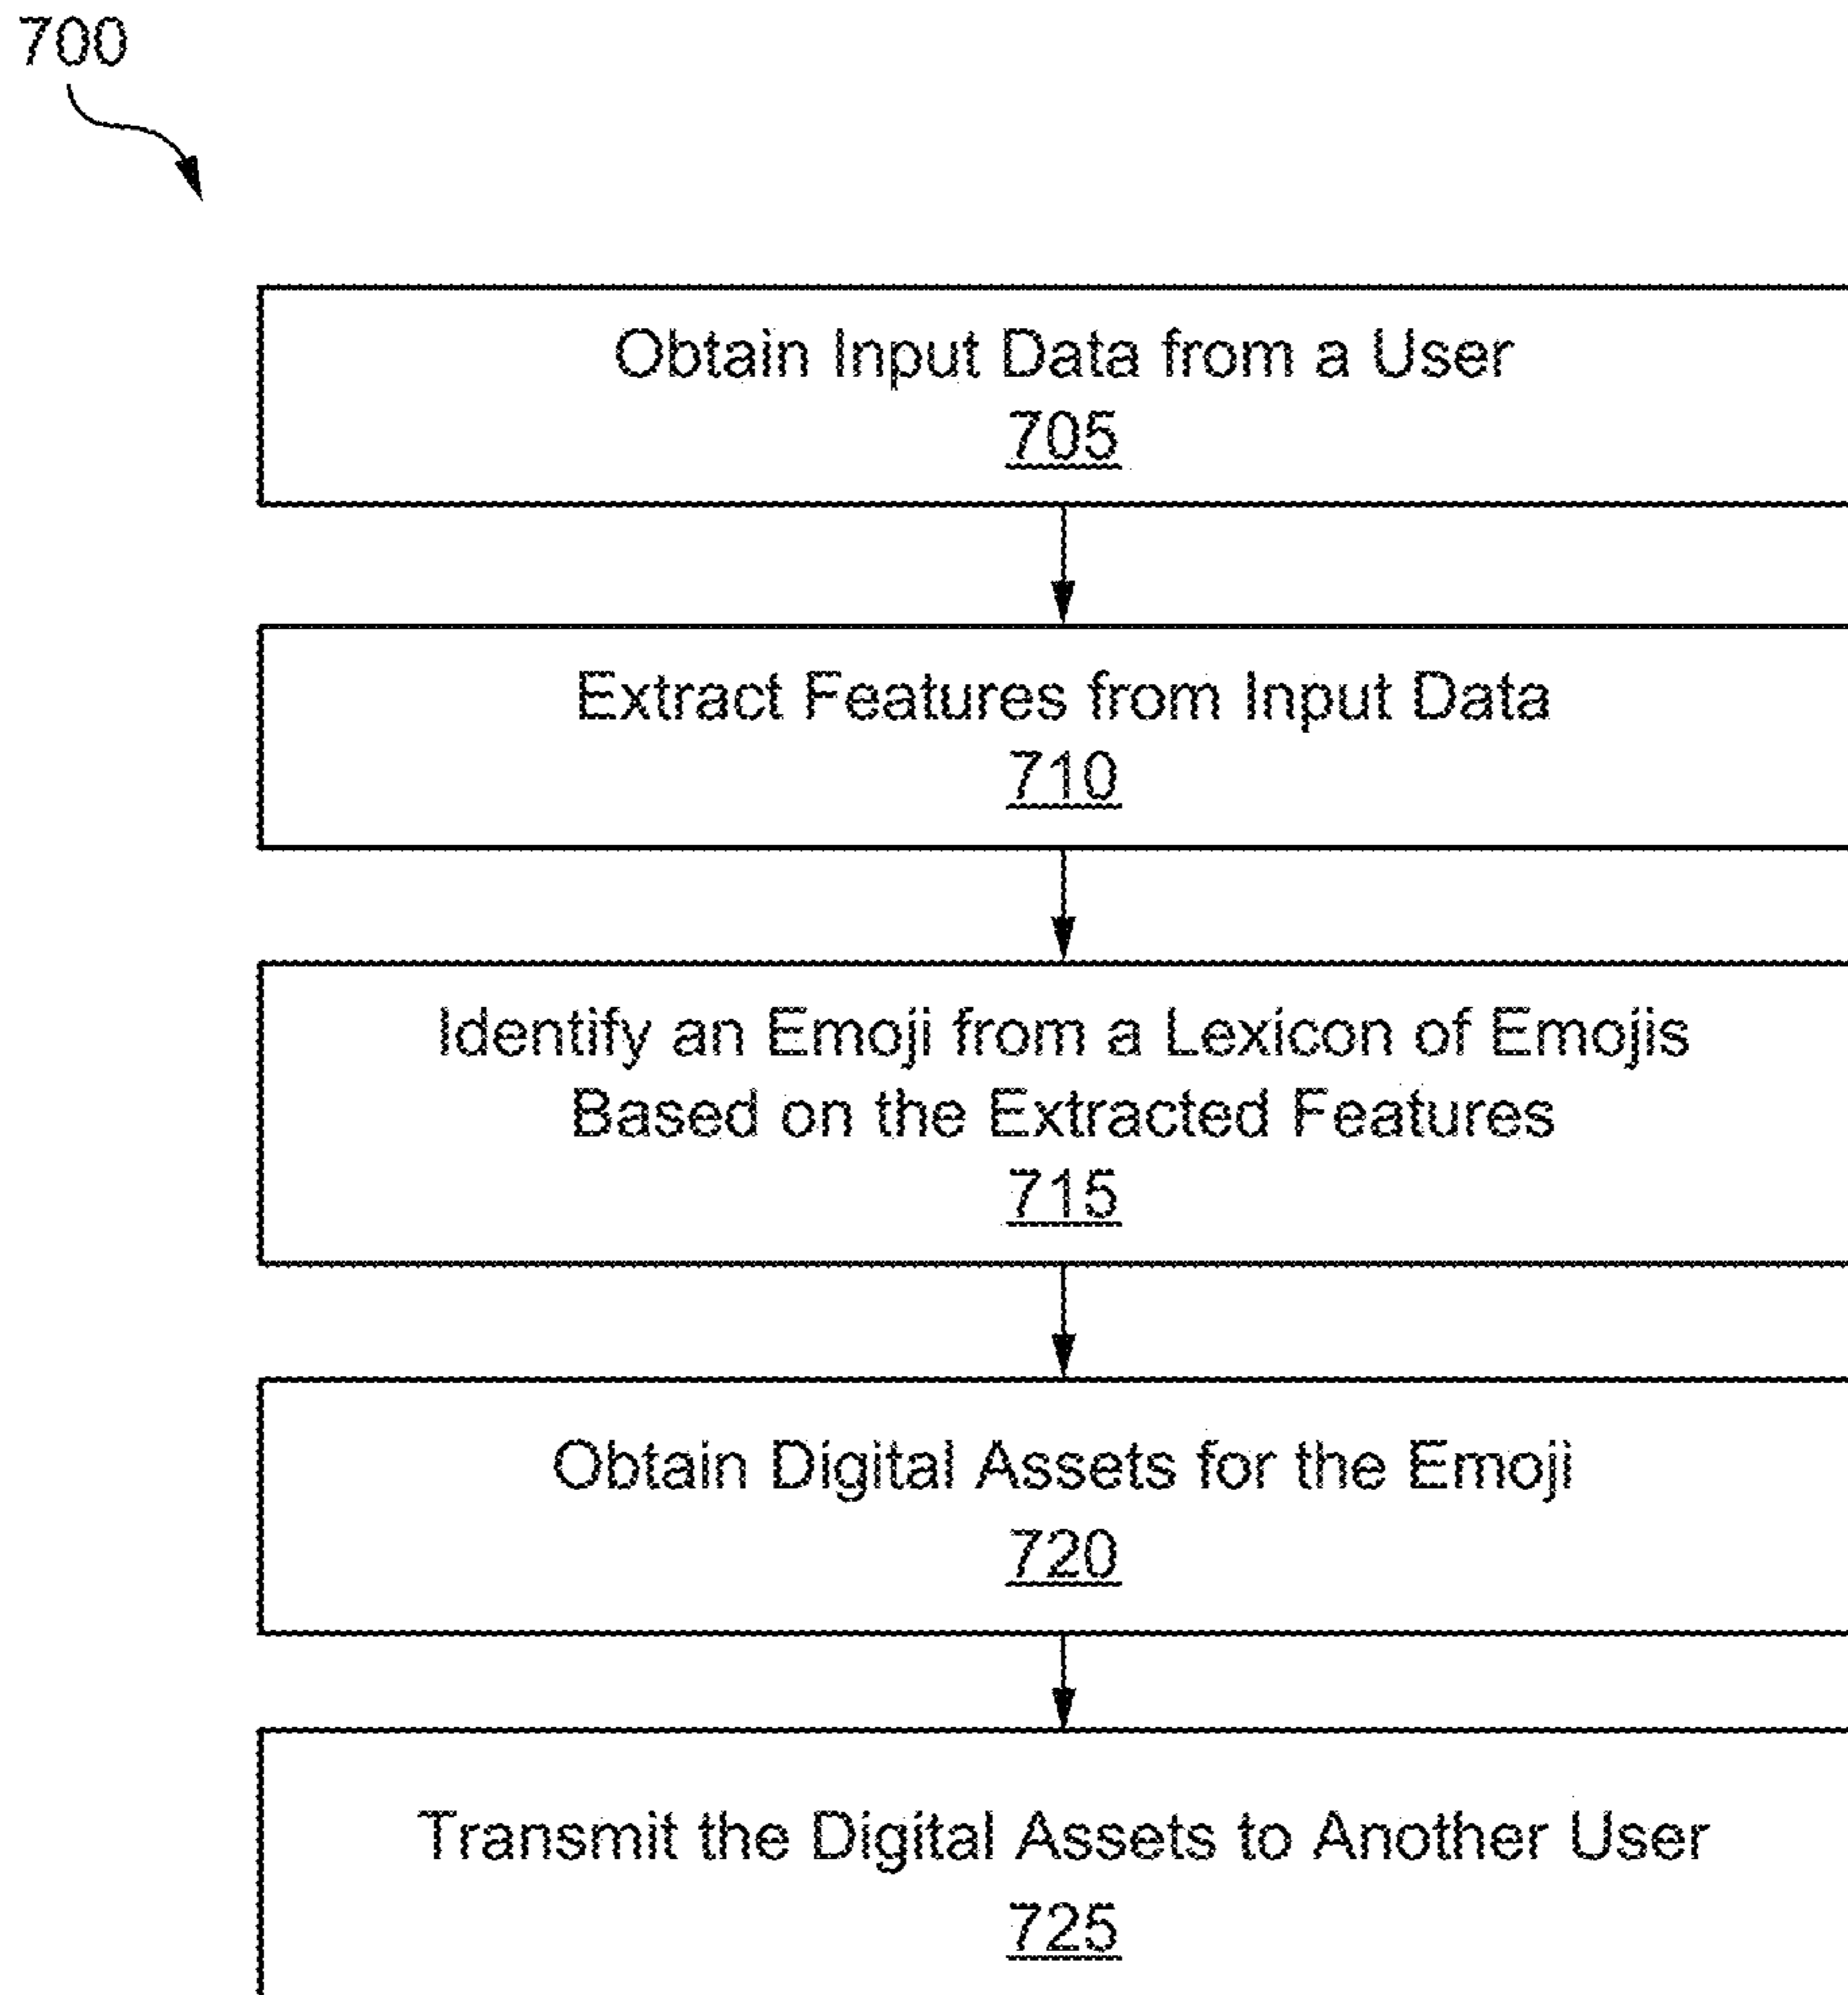 700
Obtain Input Data from a User
705
Extract Features from Input Data
710
Identify an Emoji from a Lexicon of Emojis
Based on the Extracted Features
715
Obtain Digital Assets for the Emoji
720
Transmit the Digital Assets to Another User
725